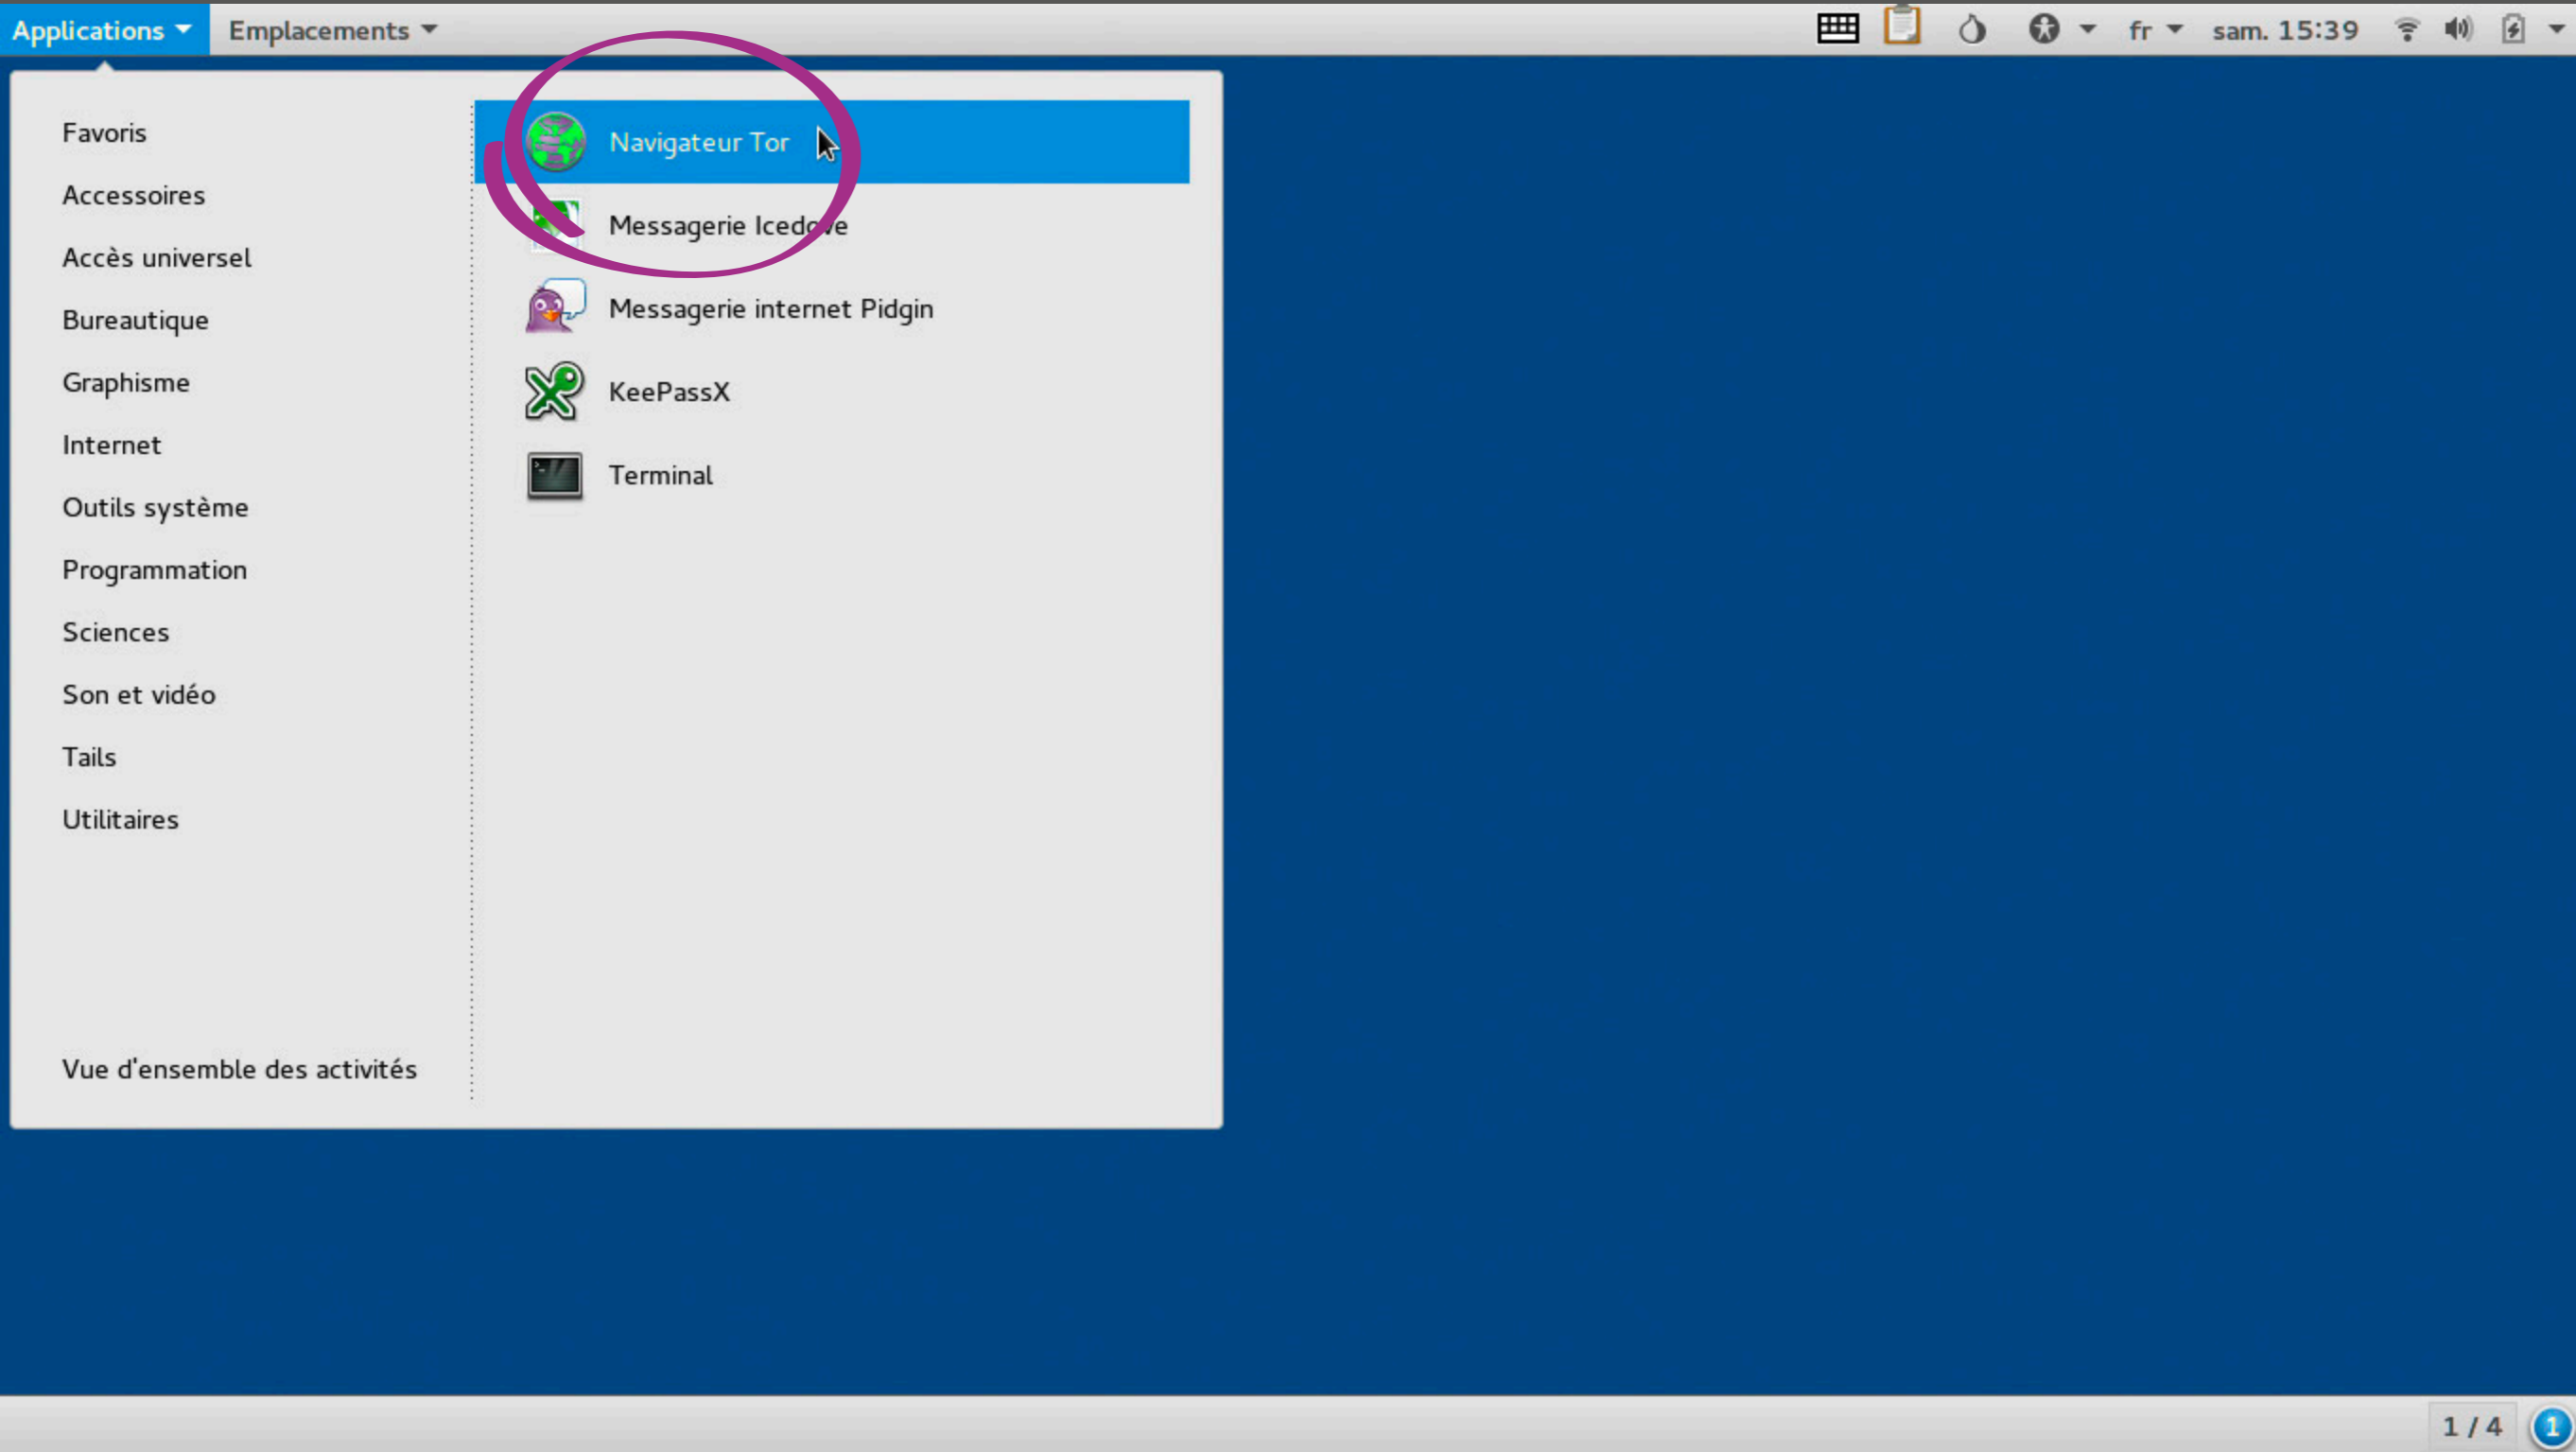 Applications Emplacements fr sam. 15:39
Favoris
Accessoires
Accès universel
Bureautique
Graphisme
Internet
Outils système
Programmation
Sciences
Son et vidéo
Tails
Utilitaires
Vue d'ensemble des activités
Navigateur Tor
Messagerie Icedove
Messagerie internet Pidgin
KeePassX
Terminal
1 / 4 1